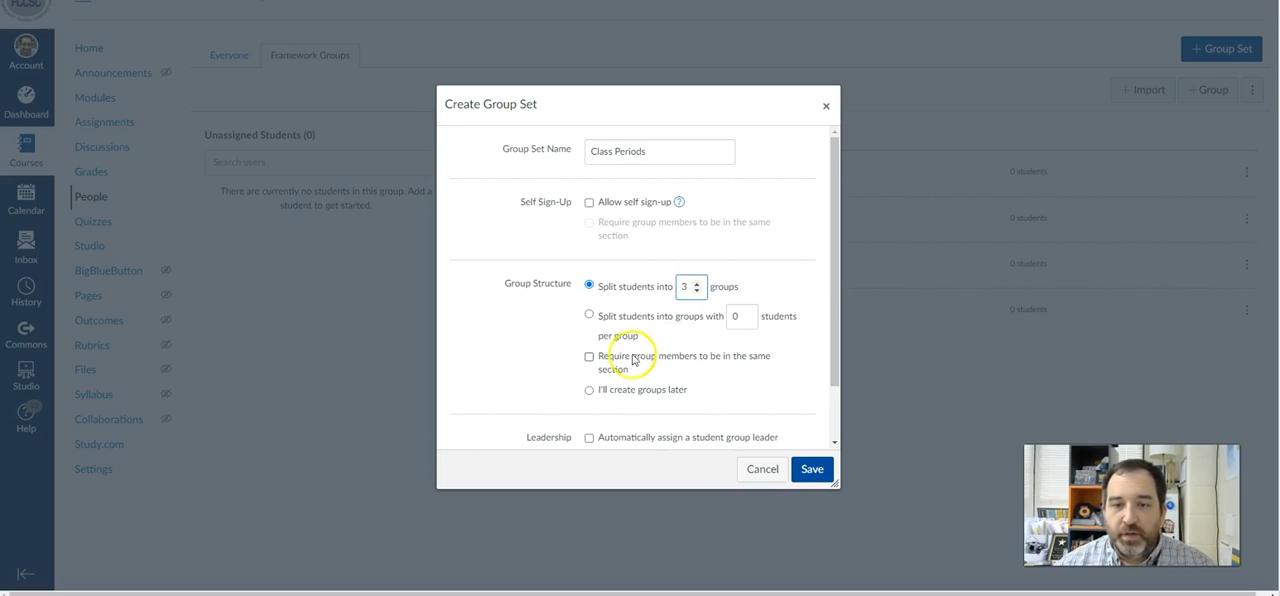 FCCSC
Account
Dashboard
Courses
Calendar
Inbox
History
Commons
Studio
Help
Home
Announcements
Modules
Assignments
Discussions
Grades
People
Quizzes
Studio
BigBlueButton
Pages
Outcomes
Rubrics
Files
Syllabus
Collaborations
Study.com
Settings
Everyone
Framework Groups
+ Group Set
+ Import
+ Group
Unassigned Students (0)
Search users
There are currently no students in this group. Add a
student to get started.
0 students
0 students
0 students
0 students
Create Group Set
×
Group Set Name
Class Periods
Self Sign-Up
Allow self sign-up ?
Require group members to be in the same
section
Group Structure
Split students into 3 groups
Split students into groups with 0 students
per group
Require group members to be in the same
section
I'll create groups later
Leadership
Automatically assign a student group leader
Cancel
Save